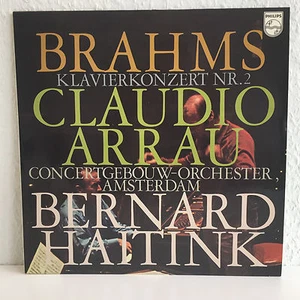 PHILIPS
BRAHMS
KLAVIERKONZERT NR.2
CLAUDIO
ARRAU
CONCERTGEBOUW-ORCHESTER,
AMSTERDAM
BERNARD
HAITINK